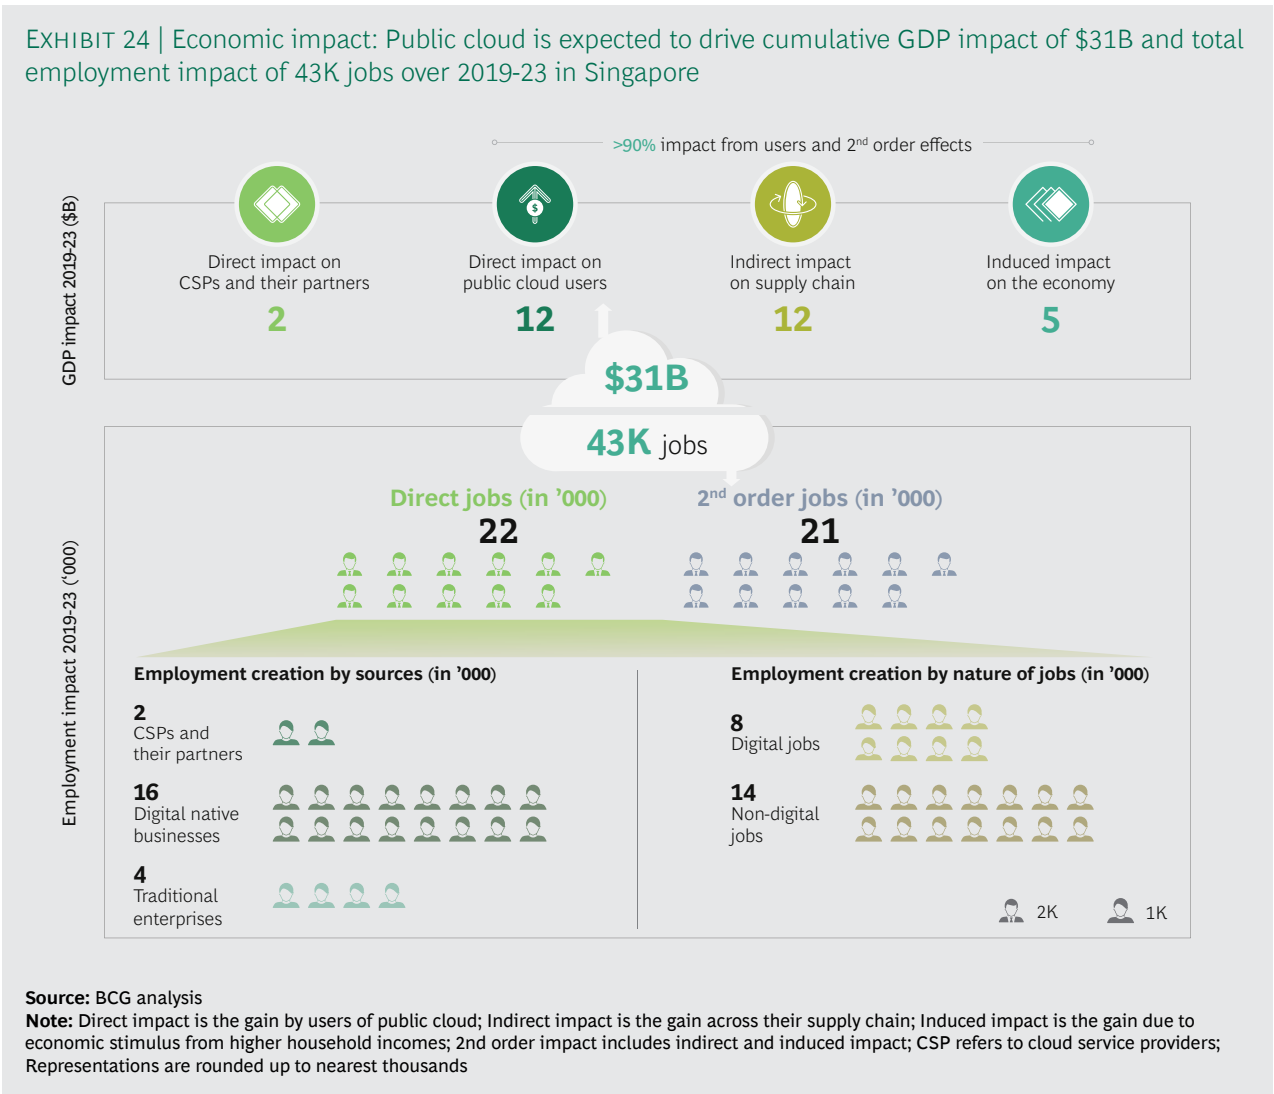 EXHIBIT 24 | Economic impact: Public cloud is expected to drive cumulative GDP impact of $31B and total
employment impact of 43K jobs over 2019-23 in Singapore
>90% impact from users and 2nd order effects
GDP impact 2019-23 ($B)
$
Direct impact on
CSPs and their partners
2
Direct impact on
public cloud users
12
Indirect impact
on supply chain
12
Induced impact
on the economy
5
$31B
43K jobs
Employment impact 2019-23 (‘000)
Direct jobs (in ’000)
22
2nd order jobs (in ’000)
21
Employment creation by sources (in ’000)
2
CSPs and
their partners
16
Digital native
businesses
4
Traditional
enterprises
Employment creation by nature of jobs (in ’000)
8
Digital jobs
14
Non-digital
jobs
2K
1K
Source: BCG analysis
Note: Direct impact is the gain by users of public cloud; Indirect impact is the gain across their supply chain; Induced impact is the gain due to
economic stimulus from higher household incomes; 2nd order impact includes indirect and induced impact; CSP refers to cloud service providers;
Representations are rounded up to nearest thousands